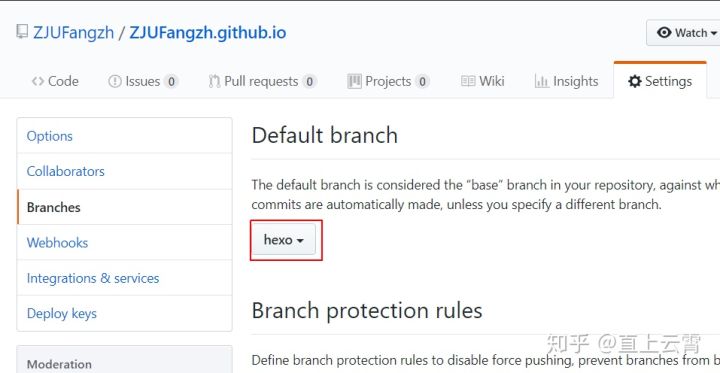 ZJUFangzh / ZJUFangzh.github.io
Watch
Code
Issues 0
Pull requests 0
Projects 0
Wiki
Insights
Settings
Options
Collaborators
Branches
Webhooks
Integrations & services
Deploy keys
Moderation
Default branch
The default branch is considered the “base” branch in your repository, against
commits are automatically made, unless you specify a different branch.
hexo
Branch protection rules
Define branch protection rules to disable force pushing, prevent branches from
知乎 @直上云霄